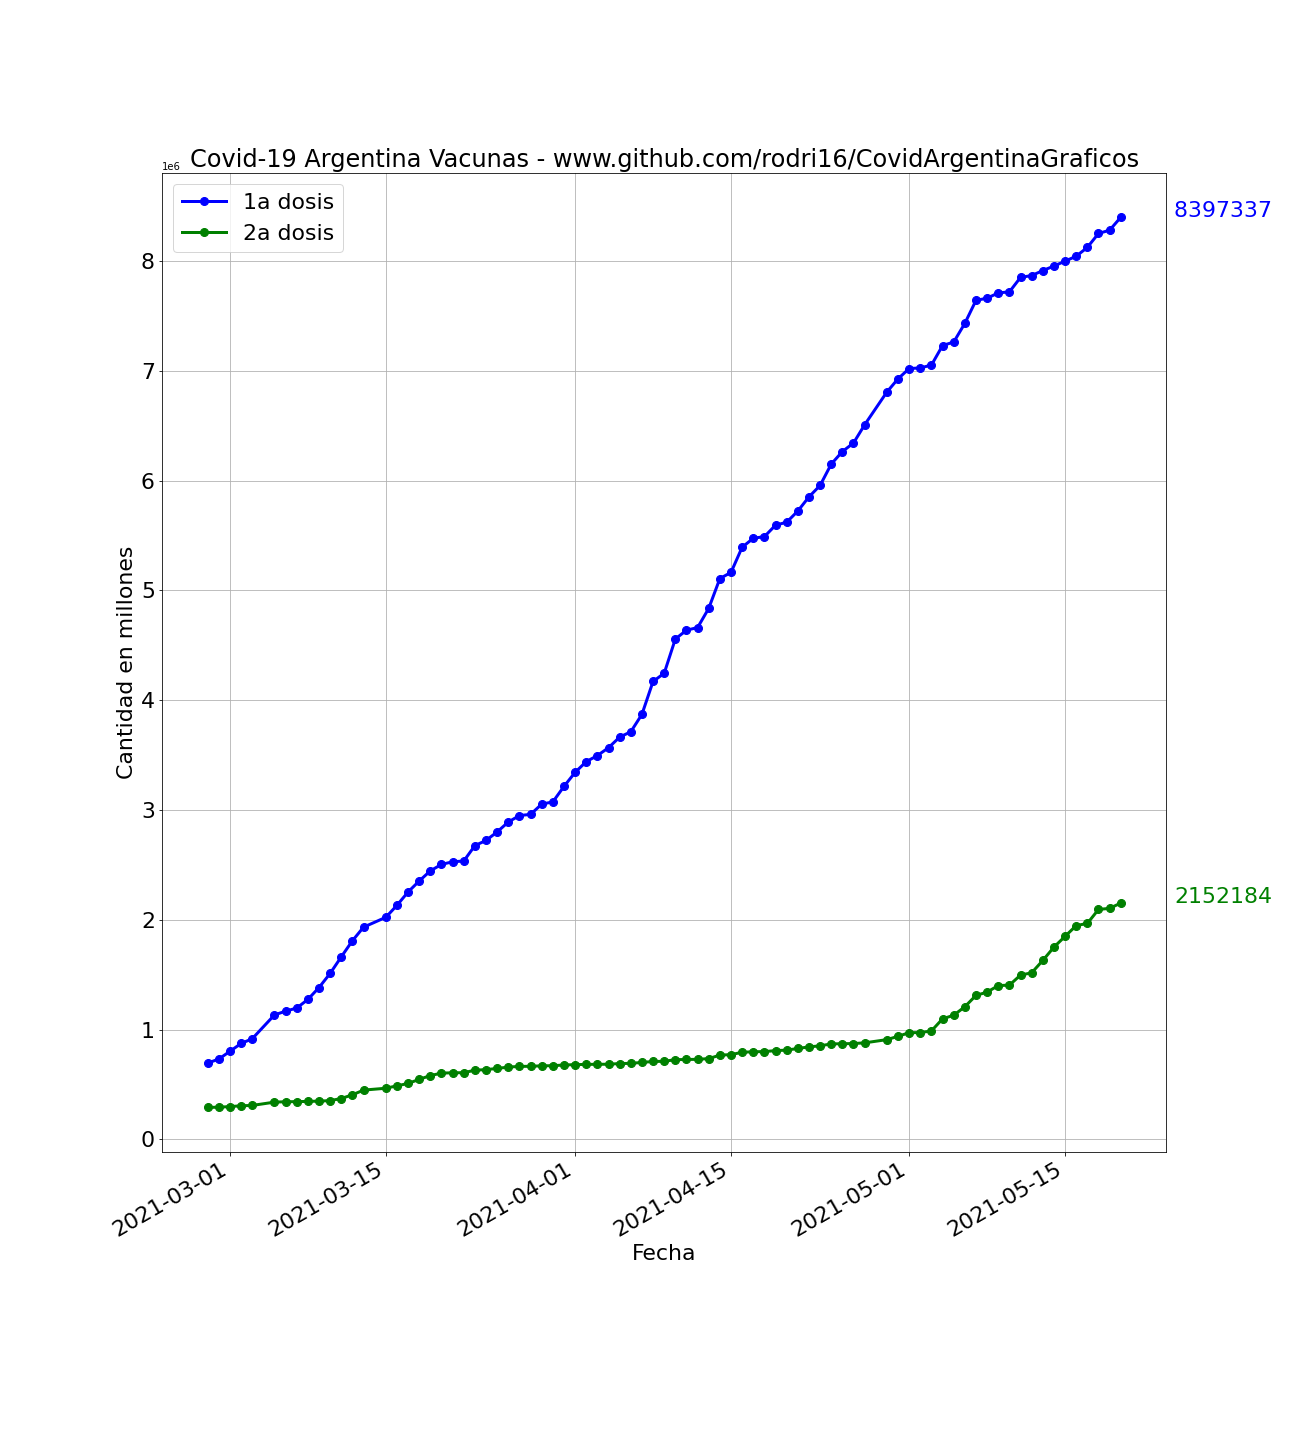 Covid-19 Argentina Vacunas - www.github.com/rodri16/CovidArgentinaGraficos
1e6
1a dosis
2a dosis
8397337
2152184
8
7
6
5
4
3
2
1
0
Cantidad en millones
2021-03-01
2021-03-15
2021-04-01
2021-04-15
2021-05-01
2021-05-15
Fecha